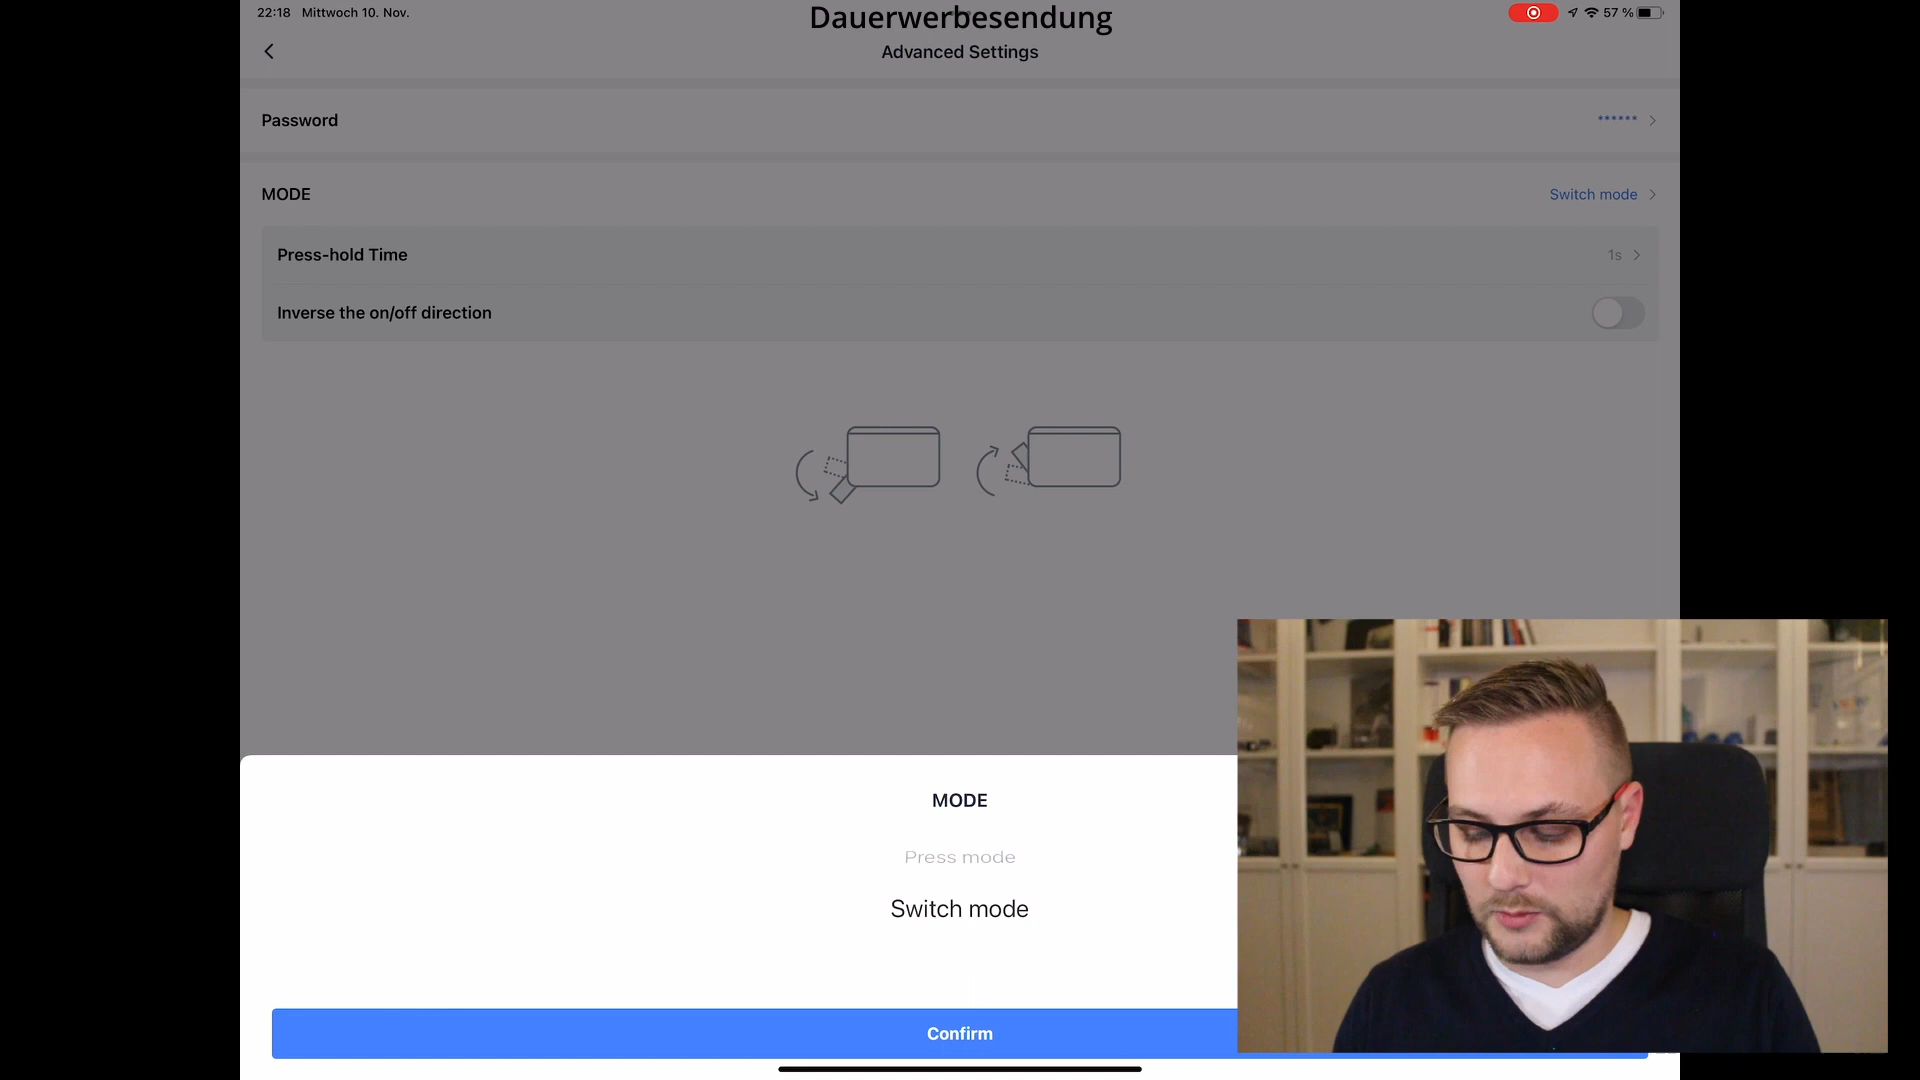 22:18 Mittwoch 10. Nov.
Dauerwerbesendung
57 %
Advanced Settings
Password
MODE
Switch mode
Press-hold Time
1s
Inverse the on/off direction
MODE
Press mode
Switch mode
Confirm